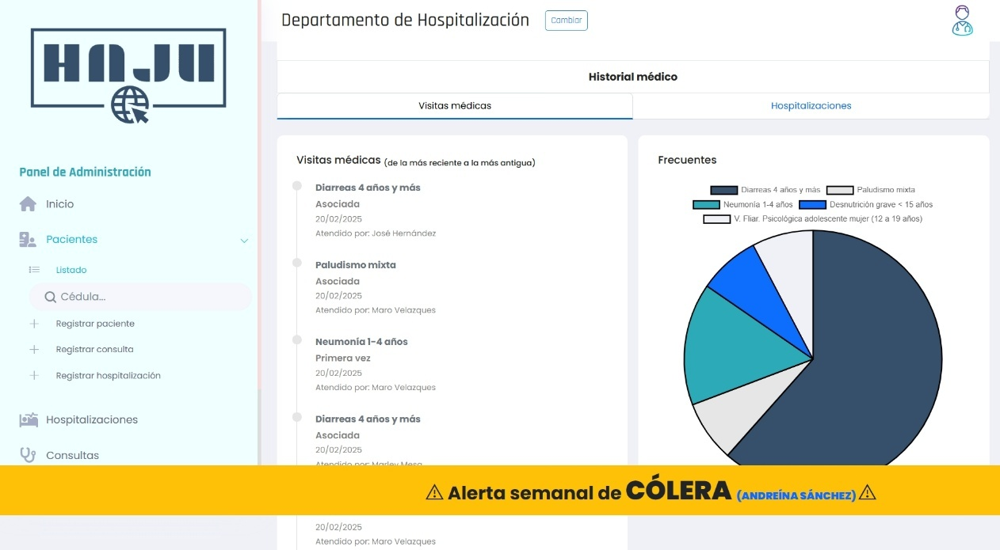 HNJU
Panel de Administración
Inicio
Pacientes
Listado
Cédula...
Registrar paciente
Registrar consulta
Registrar hospitalización
Hospitalizaciones
Consultas
Departamento de Hospitalización
Cambiar
Historial médico
Visitas médicas
Hospitalizaciones
Visitas médicas (de la más reciente a la más antigua)
Diarreas 4 años y más
Asociada
20/02/2025
Atendido por: José Hernández
Paludismo mixta
Asociada
20/02/2025
Atendido por: Maro Velazques
Neumonía 1-4 años
Primera vez
20/02/2025
Atendido por: Maro Velazques
Diarreas 4 años y más
Asociada
20/02/2025
Atendido por: Marley Mesa
20/02/2025
Atendido por: Maro Velazques
Frecuentes
Diarreas 4 años y más Paludismo mixta
Neumonía 1-4 años Desnutrición grave < 15 años
V. Fliar. Psicológica adolescente mujer (12 a 19 años)
⚠ Alerta semanal de CÓLERA (ANDREÍNA SÁNCHEZ) ⚠